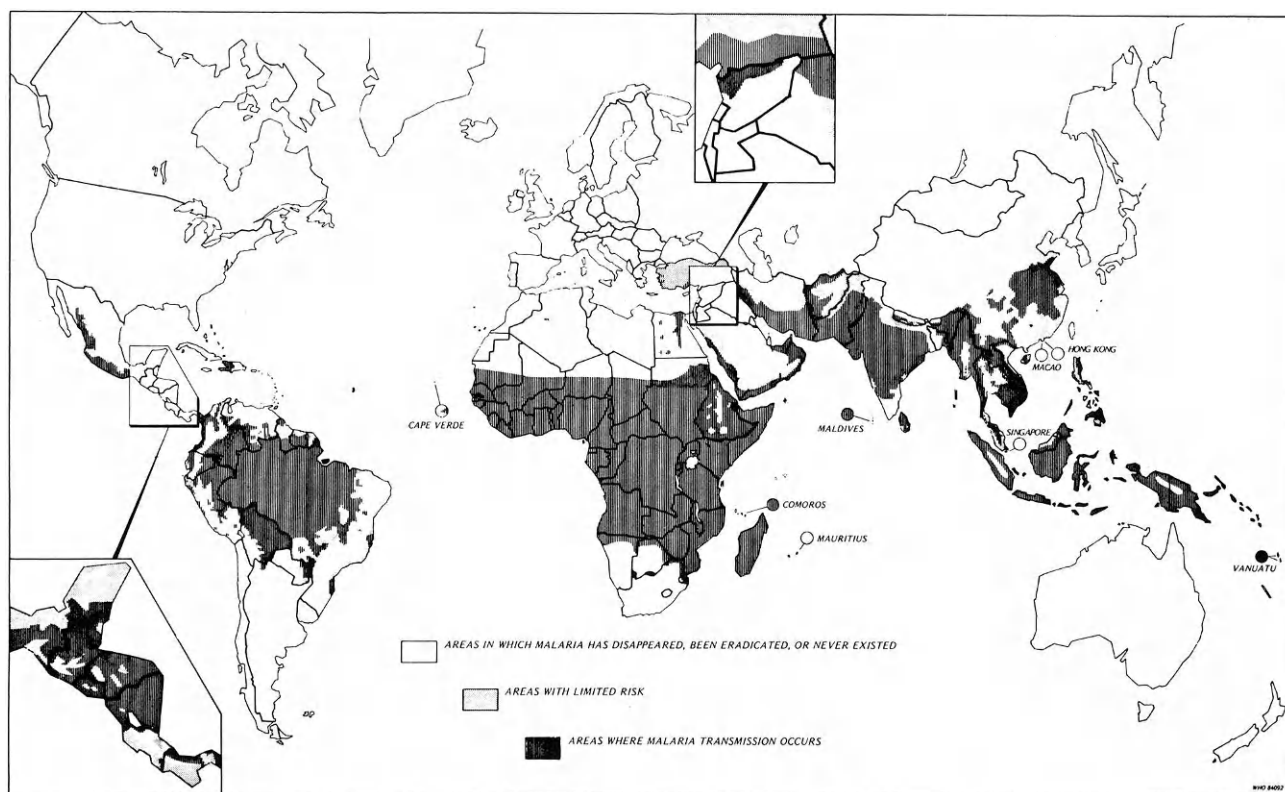 HONG KONG
MACAO
CAPE VERDE
MALDIVES
SINGAPORE
COMOROS
MAURITIUS
VANUATU
AREAS IN WHICH MALARIA HAS DISAPPEARED, BEEN ERADICATED, OR NEVER EXISTED
AREAS WITH LIMITED RISK
AREAS WHERE MALARIA TRANSMISSION OCCURS